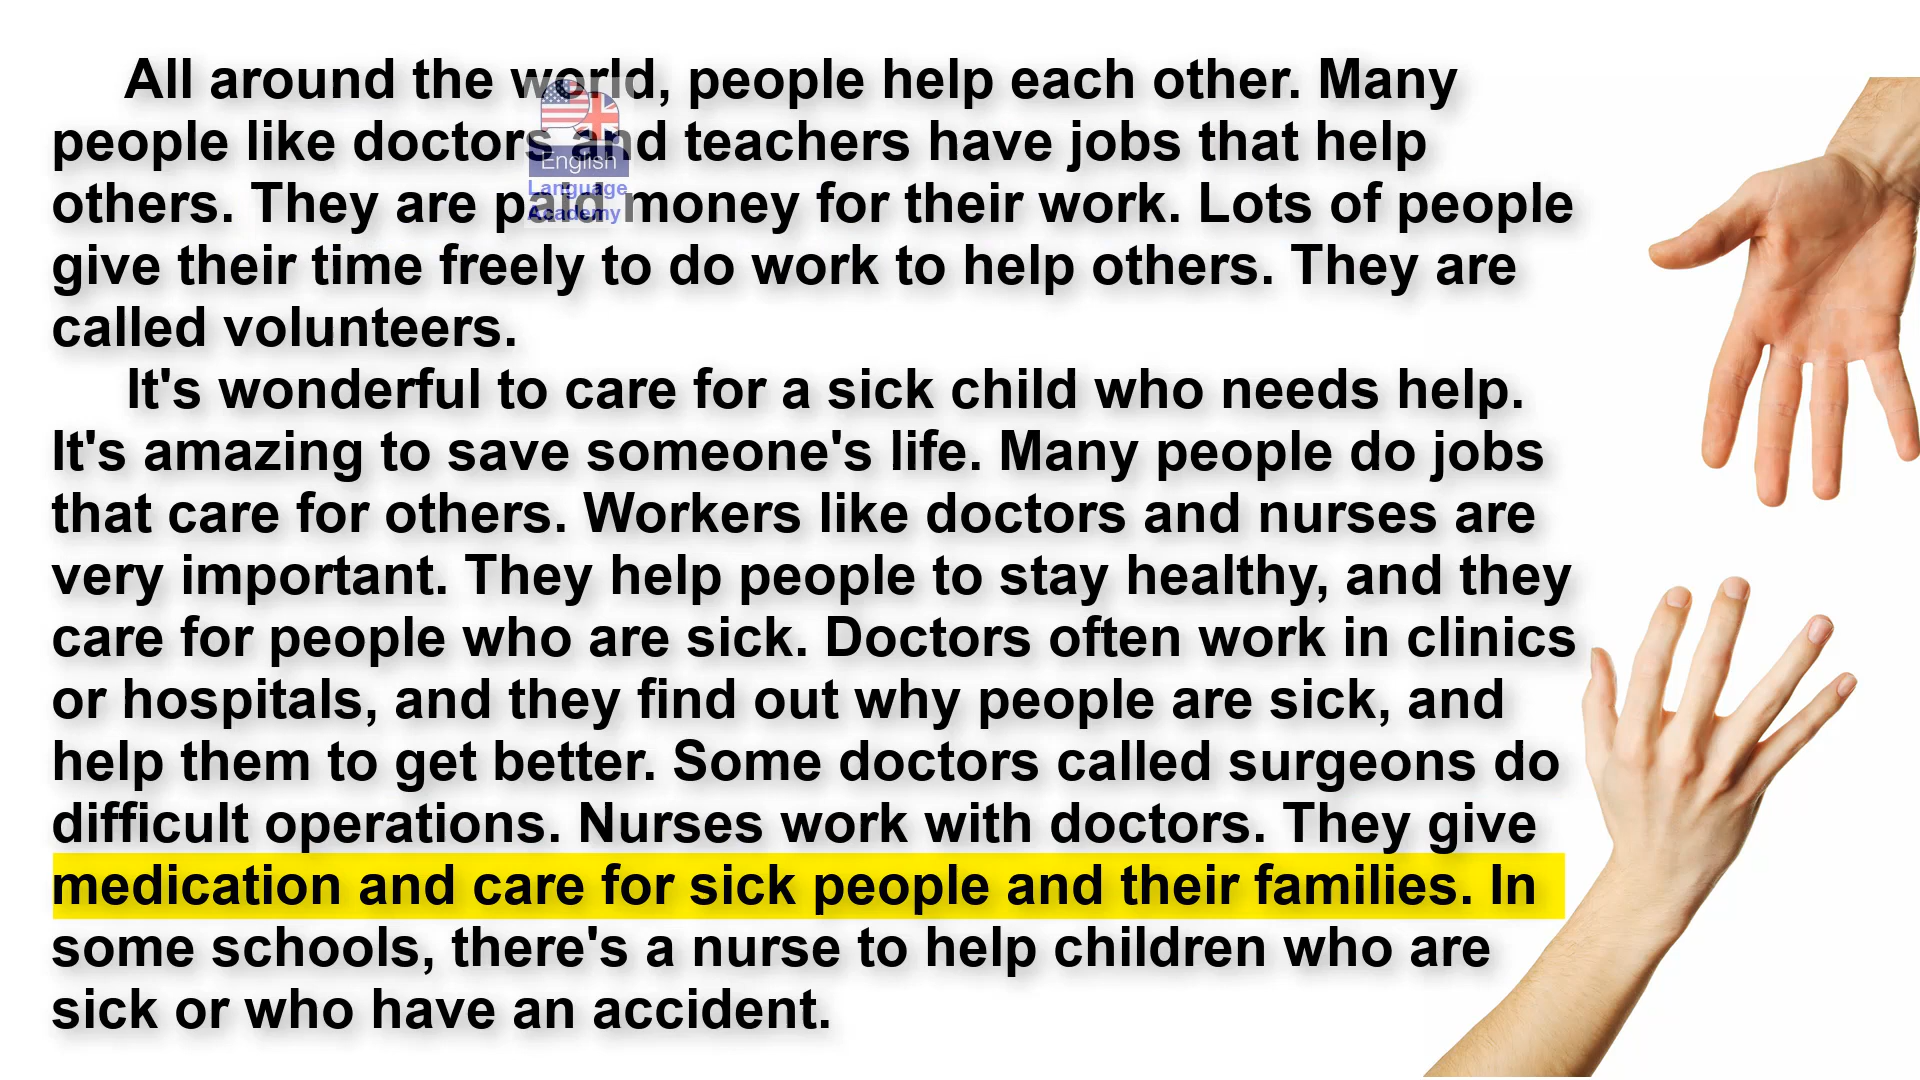 All around the world, people help each other. Many
people like doctors and teachers have jobs that help
others. They are paid money for their work. Lots of people
give their time freely to do work to help others. They are
called volunteers.
It's wonderful to care for a sick child who needs help.
It's amazing to save someone's life. Many people do jobs
that care for others. Workers like doctors and nurses are
very important. They help people to stay healthy, and they
care for people who are sick. Doctors often work in clinics
or hospitals, and they find out why people are sick, and
help them to get better. Some doctors called surgeons do
difficult operations. Nurses work with doctors. They give
medication and care for sick people and their families. In
some schools, there's a nurse to help children who are
sick or who have an accident.
English
Language
Academy